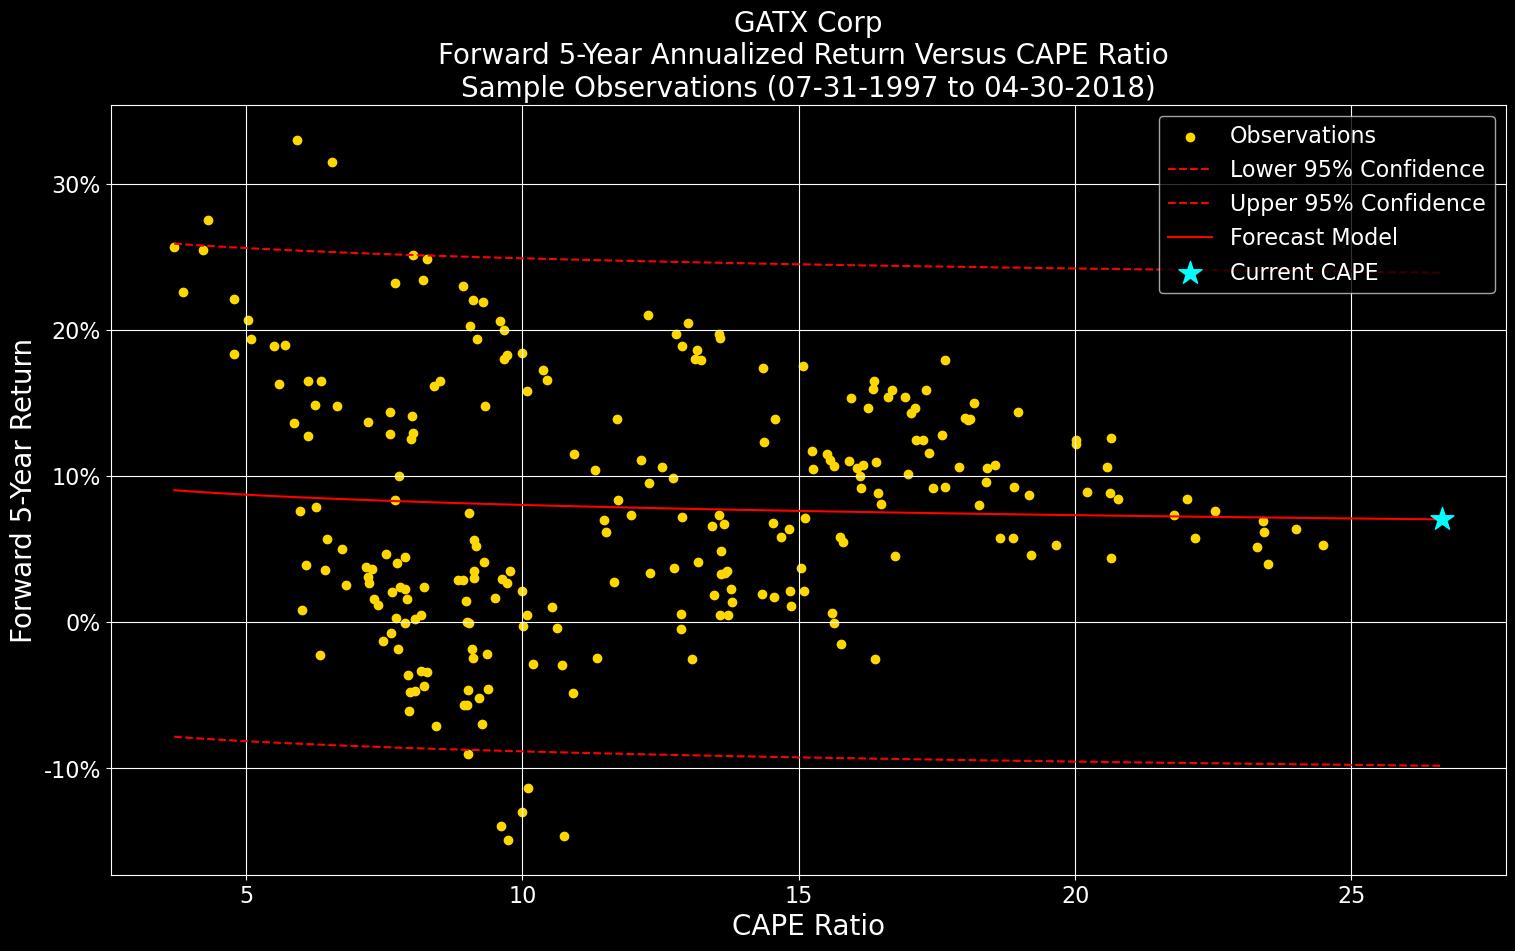 GATX Corp
Forward 5-Year Annualized Return Versus CAPE Ratio
Sample Observations (07-31-1997 to 04-30-2018)
Observations
Lower 95% Confidence
Upper 95% Confidence
Forecast Model
Current CAPE
30%
20%
10%
0%
-10%
Forward 5-Year Return
5
10
15
20
25
CAPE Ratio